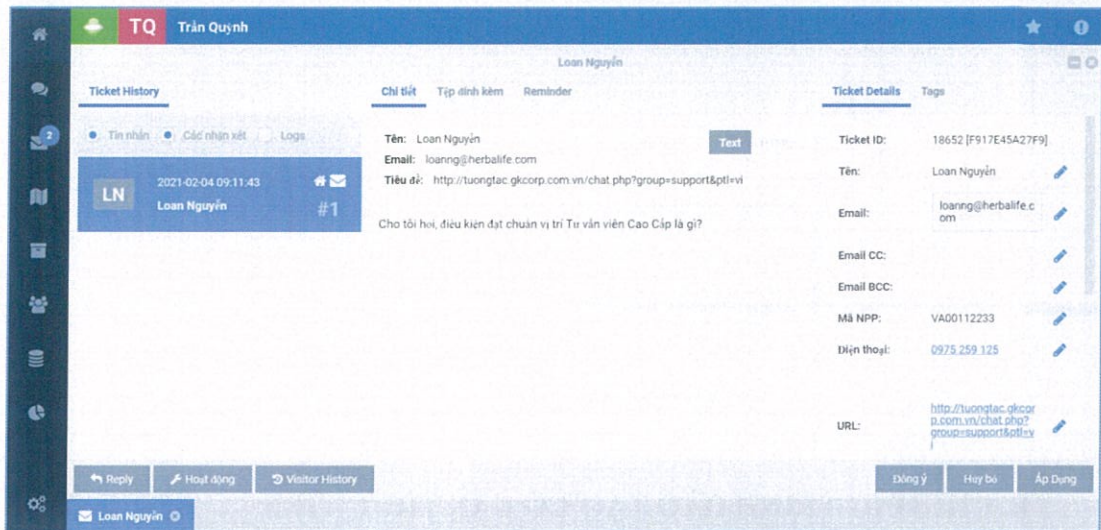 TQ Trần Quỳnh
Loan Nguyễn
Ticket History
Chi tiết Tệp đính kèm Reminder
Ticket Details Tags
2
Tin nhắn Các nhận xét Logs
LN
2021-02-04 09:11:43
Loan Nguyễn
#1
Tên: Loan Nguyễn
Text
Email: loanng@herbalife.com
Tiêu đề: http://tuongtac.gkcorp.com.vn/chat.php?group=support&ptl=vi
Cho tôi hỏi, điều kiện đạt chuẩn vị trí Tư vấn viên Cao Cấp là gì?
Ticket ID: 18652 [F917E45A27F9]
Tên: Loan Nguyễn
Email: loanng@herbalife.c
om
Email CC:
Email BCC:
Mã NPP: VA00112233
Điện thoại: 0975 259 125
URL: http://tuongtac.gkcor
p.com.vn/chat.php?
group=support&ptl=v
i
Reply Hoạt động Visitor History
Đồng ý Huỷ bỏ Áp Dụng
Loan Nguyễn